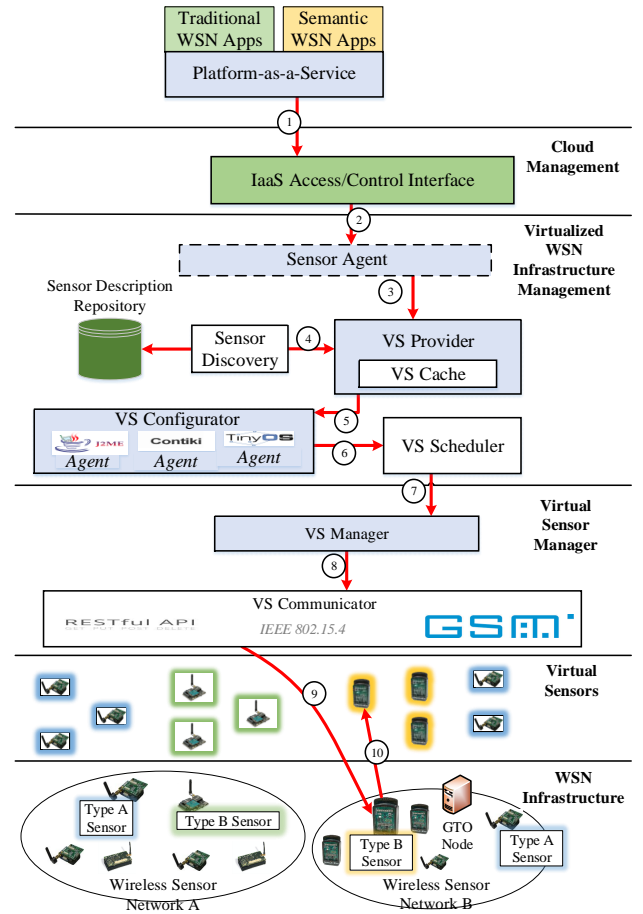 Traditional
WSN Apps
Semantic
WSN Apps
Platform-as-a-Service
1
Cloud
Management
IaaS Access/Control Interface
2
Virtualized
WSN
Infrastructure
Management
Sensor Agent
3
Sensor Description
Repository
Sensor
Discovery
4
VS Provider
VS Cache
5
VS Configurator
J2ME
Contiki
TinyOS
Agent
Agent
Agent
6
VS Scheduler
7
Virtual
Sensor
Manager
VS Manager
8
VS Communicator
RESTful API
GET PUT POST DELETE
IEEE 802.15.4
GSM
Virtual
Sensors
9
10
WSN
Infrastructure
Type A
Sensor
Type B Sensor
Wireless Sensor
Network A
Type B
Sensor
GTO
Node
Type A
Sensor
Wireless Sensor
Network B